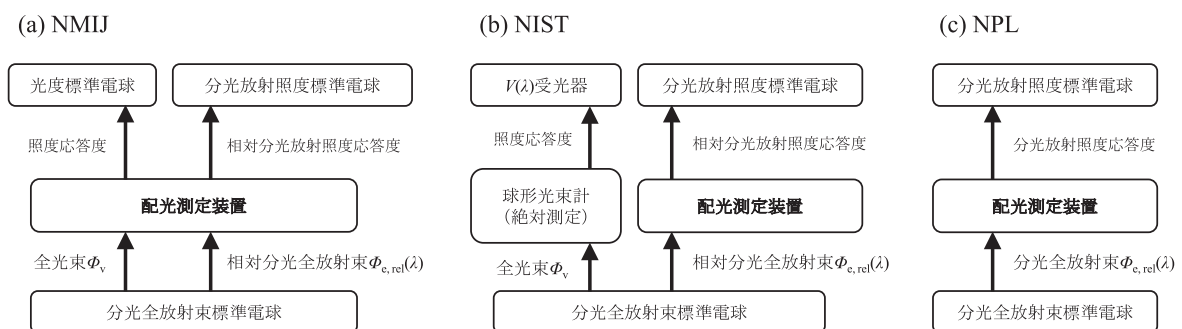 (a) NMIJ
光度標準電球
分光放射照度標準電球
照度応答度
相対分光放射照度応答度
配光測定装置
全光束Φv
相対分光全放射束Φe, rel(λ)
分光全放射束標準電球
(b) NIST
V(λ)受光器
分光放射照度標準電球
照度応答度
相対分光放射照度応答度
球形光束計
(絶対測定)
配光測定装置
全光束Φv
相対分光全放射束Φe, rel(λ)
分光全放射束標準電球
(c) NPL
分光放射照度標準電球
分光放射照度応答度
配光測定装置
分光全放射束Φe, rel(λ)
分光全放射束標準電球